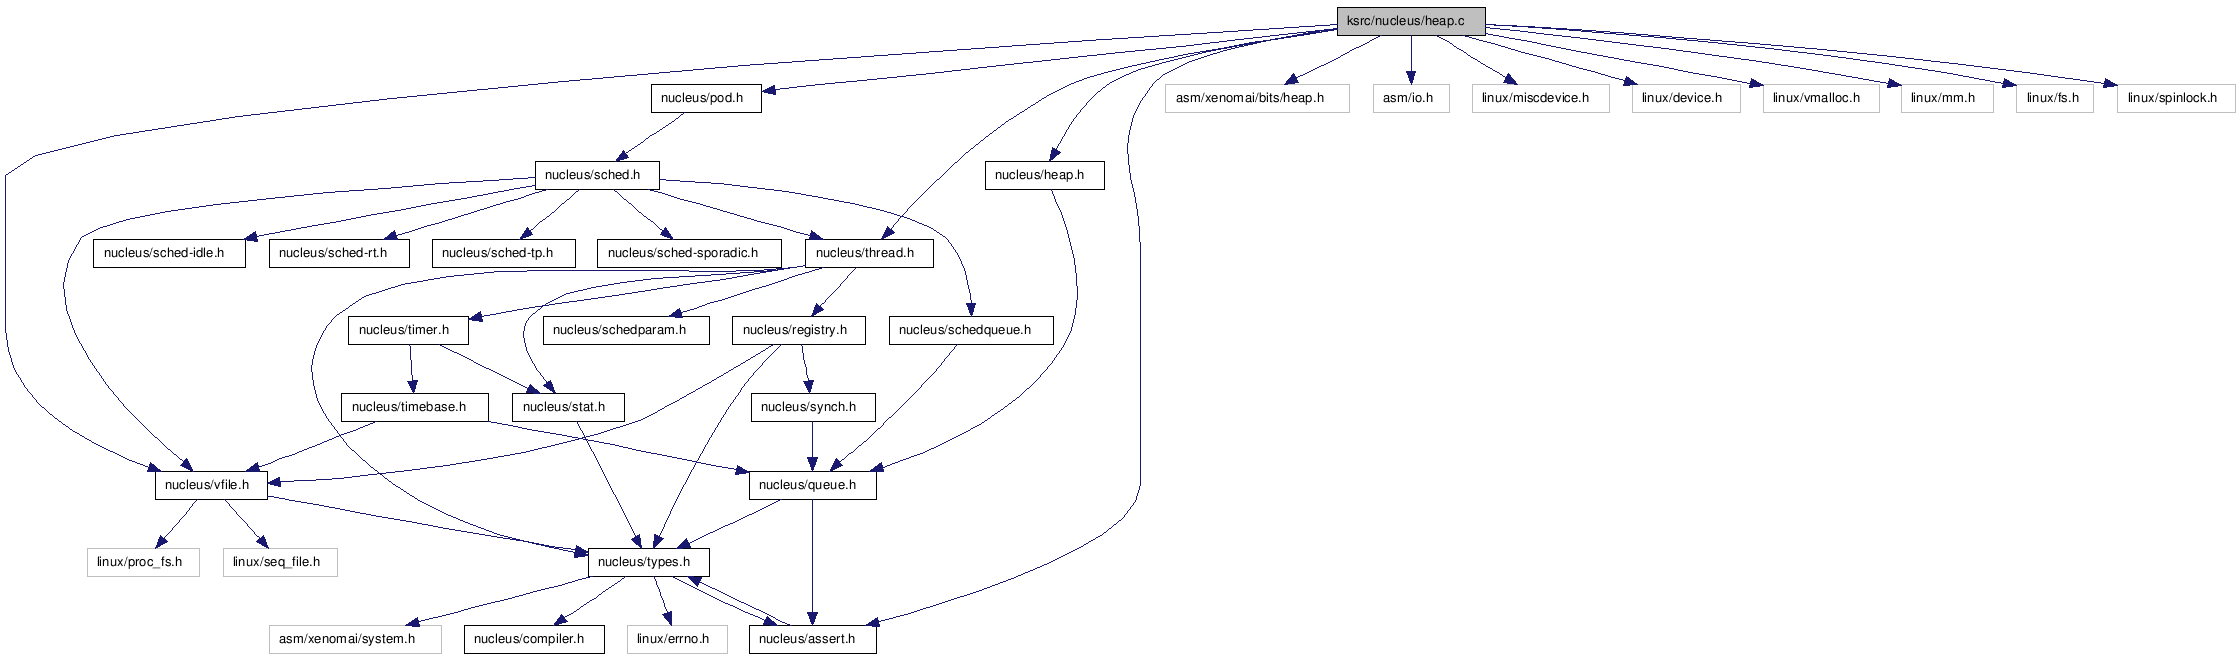 ksrc/nucleus/heap.c
nucleus/pod.h
asm/xenomai/bits/heap.h
asm/io.h
linux/miscdevice.h
linux/device.h
linux/vmalloc.h
linux/mm.h
linux/fs.h
linux/spinlock.h
nucleus/sched.h
nucleus/heap.h
nucleus/sched-idle.h
nucleus/sched-rt.h
nucleus/sched-tp.h
nucleus/sched-sporadic.h
nucleus/thread.h
nucleus/timer.h
nucleus/schedparam.h
nucleus/registry.h
nucleus/schedqueue.h
nucleus/timebase.h
nucleus/stat.h
nucleus/synch.h
nucleus/vfile.h
nucleus/queue.h
linux/proc_fs.h
linux/seq_file.h
nucleus/types.h
asm/xenomai/system.h
nucleus/compiler.h
linux/errno.h
nucleus/assert.h